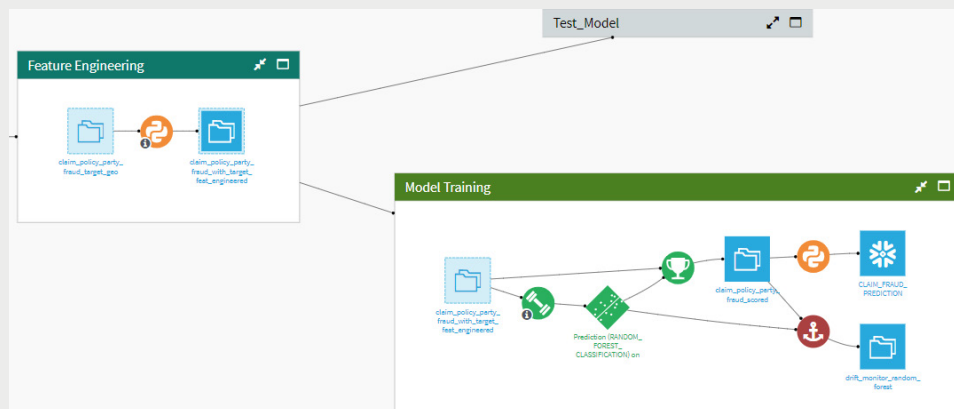 Test_Model
Feature Engineering
claim_policy_party_
fraud_target_geo
claim_policy_party_
fraud_with_target_
feat_engineered
Model Training
claim_policy_party_
fraud_with_target_
feat_engineered
Prediction (RANDOM_
FOREST_
CLASSIFICATION) on
claim_policy_party_
fraud_scored
CLAIM_FRAUD_
PREDICTION
drift_monitor_random_
forest